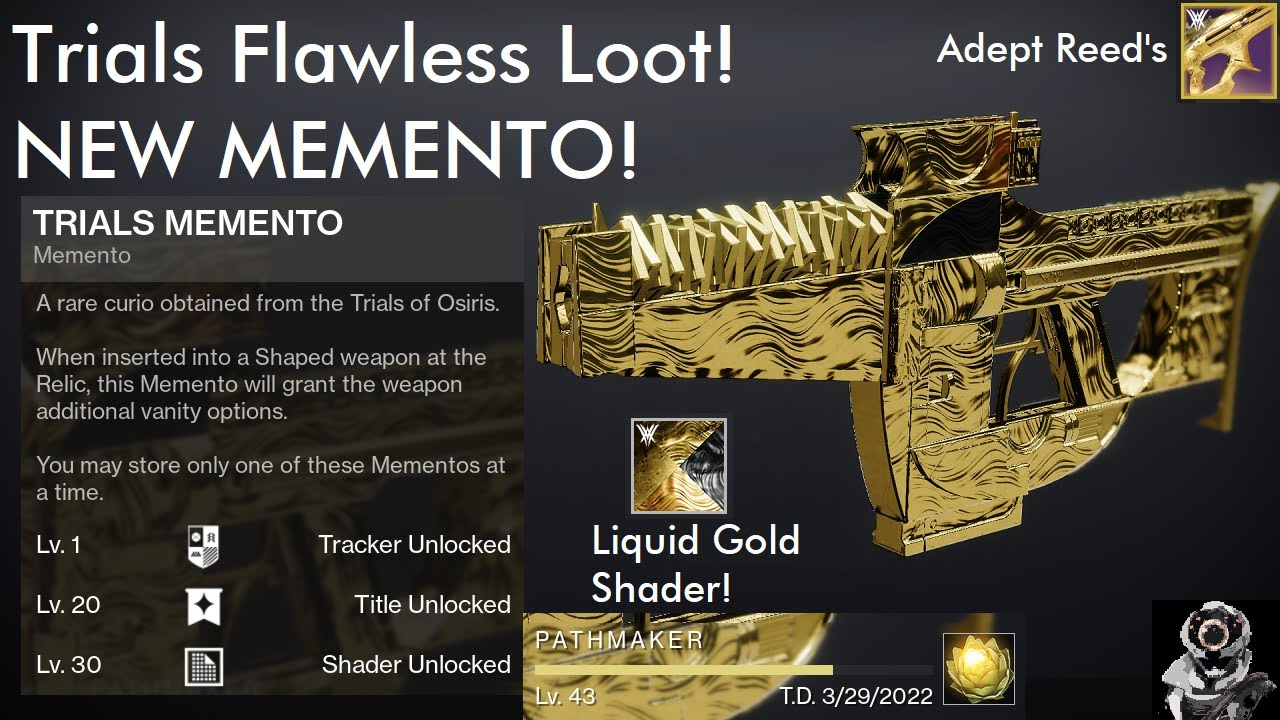 Trials Flawless Loot!
NEW MEMENTO!
Adept Reed's
TRIALS MEMENTO
Memento
A rare curio obtained from the Trials of Osiris.
When inserted into a Shaped weapon at the
Relic, this Memento will grant the weapon
additional vanity options.
You may store only one of these Mementos at
a time.
Lv. 1 Tracker Unlocked
Lv. 20 Title Unlocked
Lv. 30 Shader Unlocked
Liquid Gold
Shader!
PATHMAKER
Lv. 43 T.D. 3/29/2022